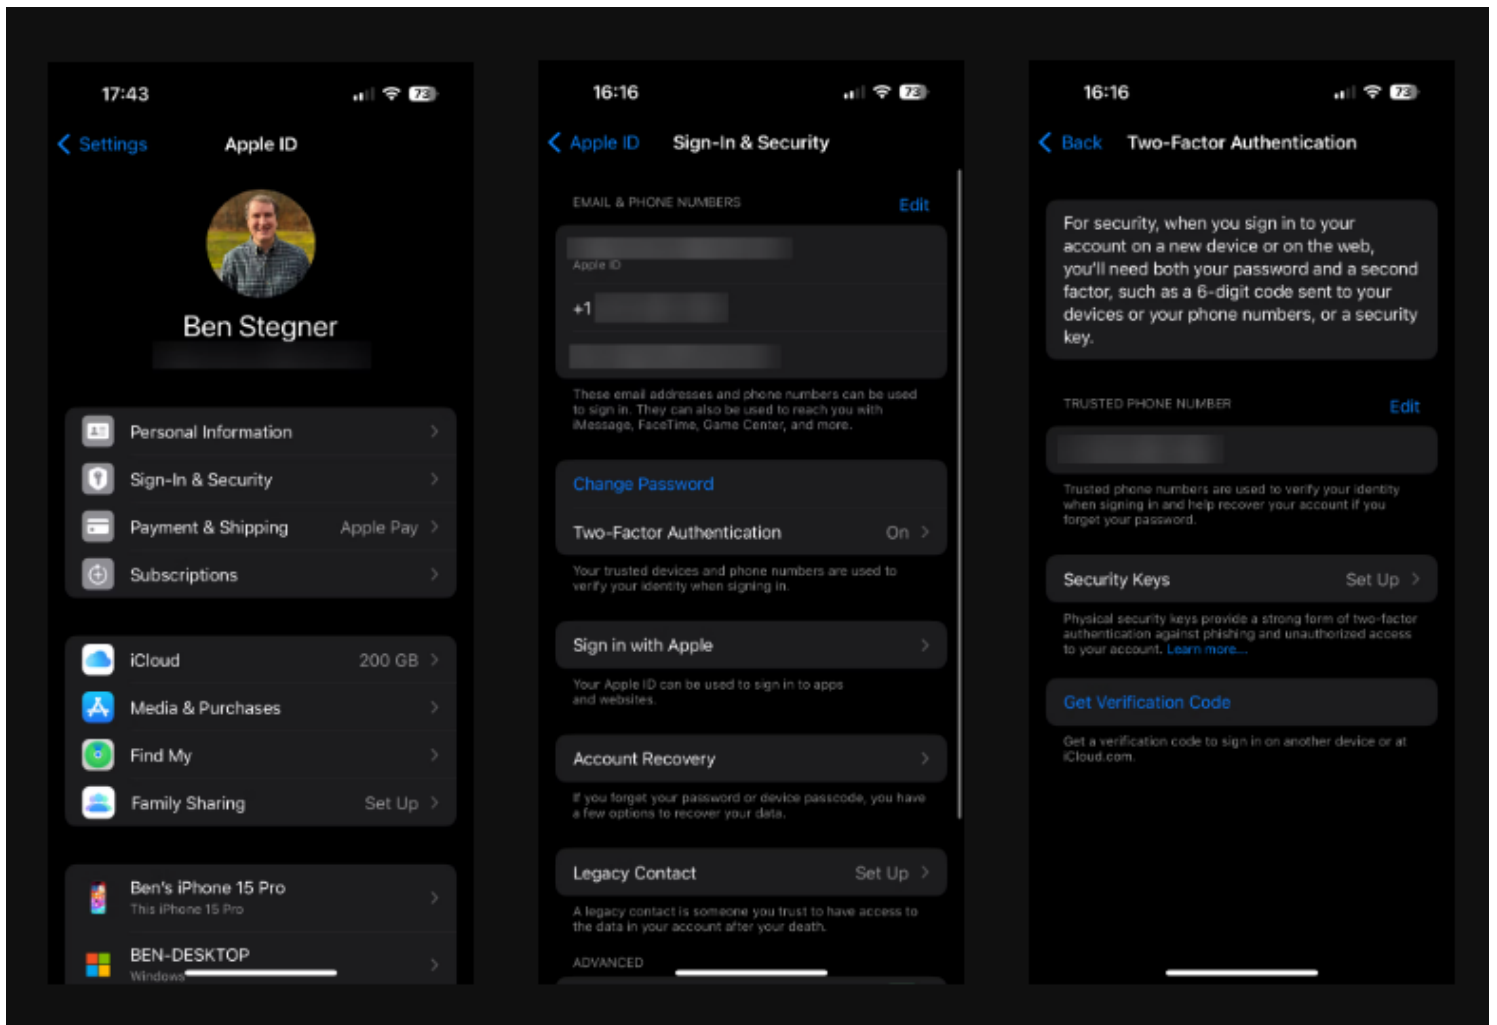 17:43
73
Settings
Apple ID
Ben Stegner
Personal Information
Sign-In & Security
Payment & Shipping Apple Pay
Subscriptions
iCloud 200 GB
Media & Purchases
Find My
Family Sharing Set Up
Ben's iPhone 15 Pro
This iPhone 15 Pro
BEN-DESKTOP
Windows
16:16
73
Apple ID
Sign-In & Security
EMAIL & PHONE NUMBERS Edit
Apple ID
+1
These email addresses and phone numbers can be used
to sign in. They can also be used to reach you with
iMessage, FaceTime, Game Center, and more.
Change Password
Two-Factor Authentication On
Your trusted devices and phone numbers are used to
verify your identity when signing in.
Sign in with Apple
Your Apple ID can be used to sign in to apps
and websites.
Account Recovery
If you forget your password or device passcode, you have
a few options to recover your data.
Legacy Contact Set Up
A legacy contact is someone you trust to have access to
the data in your account after your death.
ADVANCED
16:16
73
Back
Two-Factor Authentication
For security, when you sign in to your
account on a new device or on the web,
you'll need both your password and a second
factor, such as a 6-digit code sent to your
devices or your phone numbers, or a security
key.
TRUSTED PHONE NUMBER Edit
Trusted phone numbers are used to verify your identity
when signing in and help recover your account if you
forget your password.
Security Keys Set Up
Physical security keys provide a strong form of two-factor
authentication against phishing and unauthorized access
to your account. Learn more...
Get Verification Code
Get a verification code to sign in on another device or at
iCloud.com.